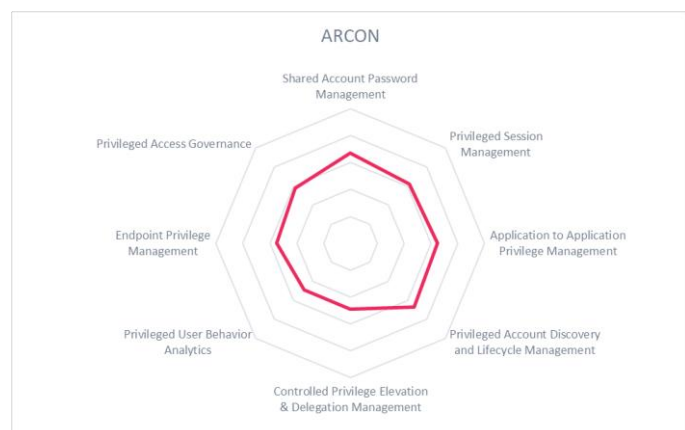 ARCON
Shared Account Password
Management
Privileged Access Governance
Privileged Session
Management
Endpoint Privilege
Management
Application to Application
Privilege Management
Privileged User Behavior
Analytics
Privileged Account Discovery
and Lifecycle Management
Controlled Privilege Elevation
& Delegation Management